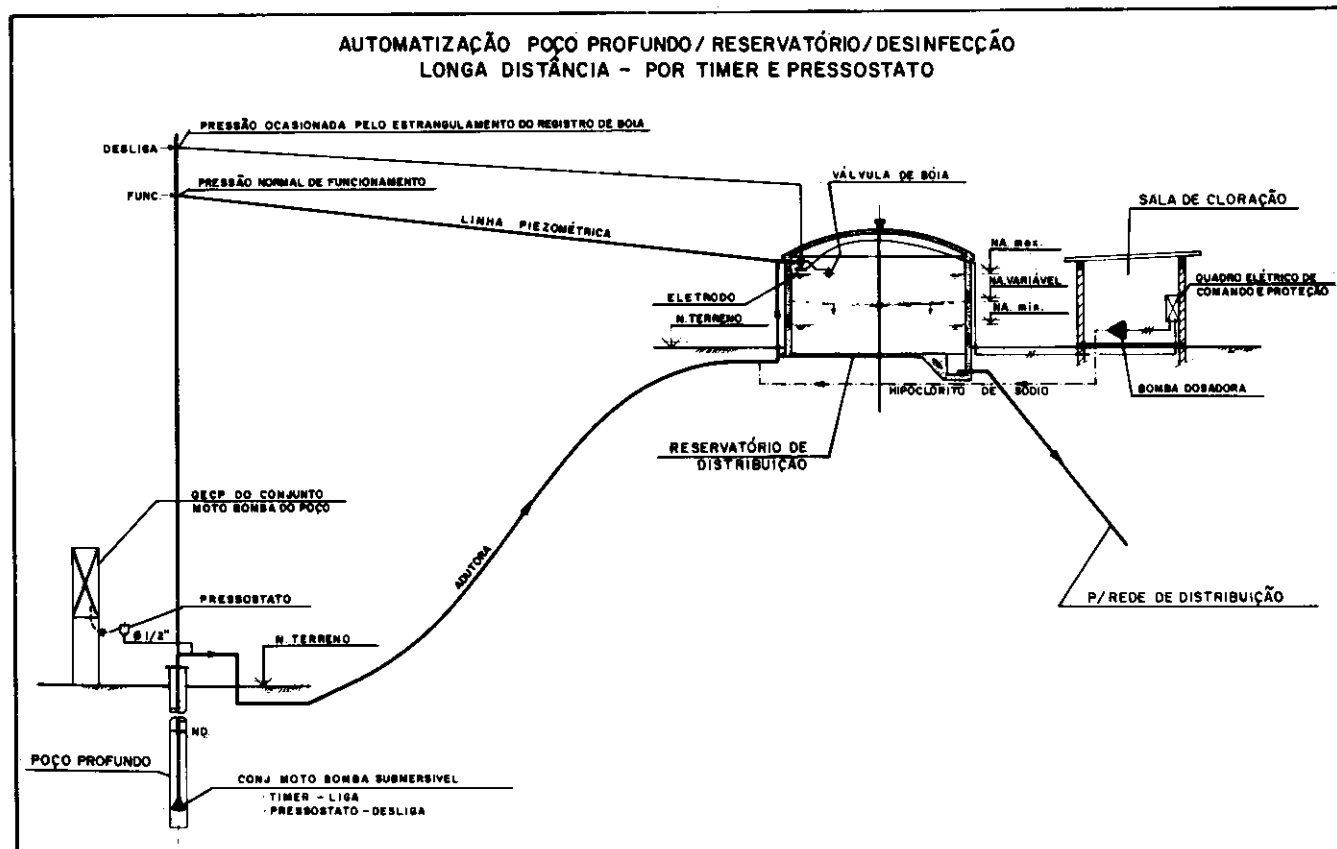 AUTOMATIZAÇÃO POÇO PROFUNDO/RESERVATÓRIO/DESINFECÇÃO
LONGA DISTÂNCIA - POR TIMER E PRESSOSTATO
PRESSÃO OCASIONADA PELO ESTRANGULAMENTO DO REGISTRO DE BÓIA
DESLIGA
PRESSÃO NORMAL DE FUNCIONAMENTO
FUNC.
LINHA PIEZOMÉTRICA
VÁLVULA DE BÓIA
SALA DE CLORAÇÃO
NA. max.
NA. VARIÁVEL
NA. min.
QUADRO ELÉTRICO DE
COMANDO E PROTEÇÃO
ELETRODO
N. TERRENO
HIPOCLORITO DE SÓDIO
BOMBA DOSADORA
RESERVATÓRIO DE
DISTRIBUIÇÃO
QECP DO CONJUNTO
MOTO BOMBA DO POÇO
ADUTORA
PRESSOSTATO
Ø 1/2"
N. TERRENO
P/REDE DE DISTRIBUIÇÃO
ND.
POÇO PROFUNDO
CONJ MOTO BOMBA SUBMERSIVEL
· TIMER - LIGA
· PRESSOSTATO - DESLIGA